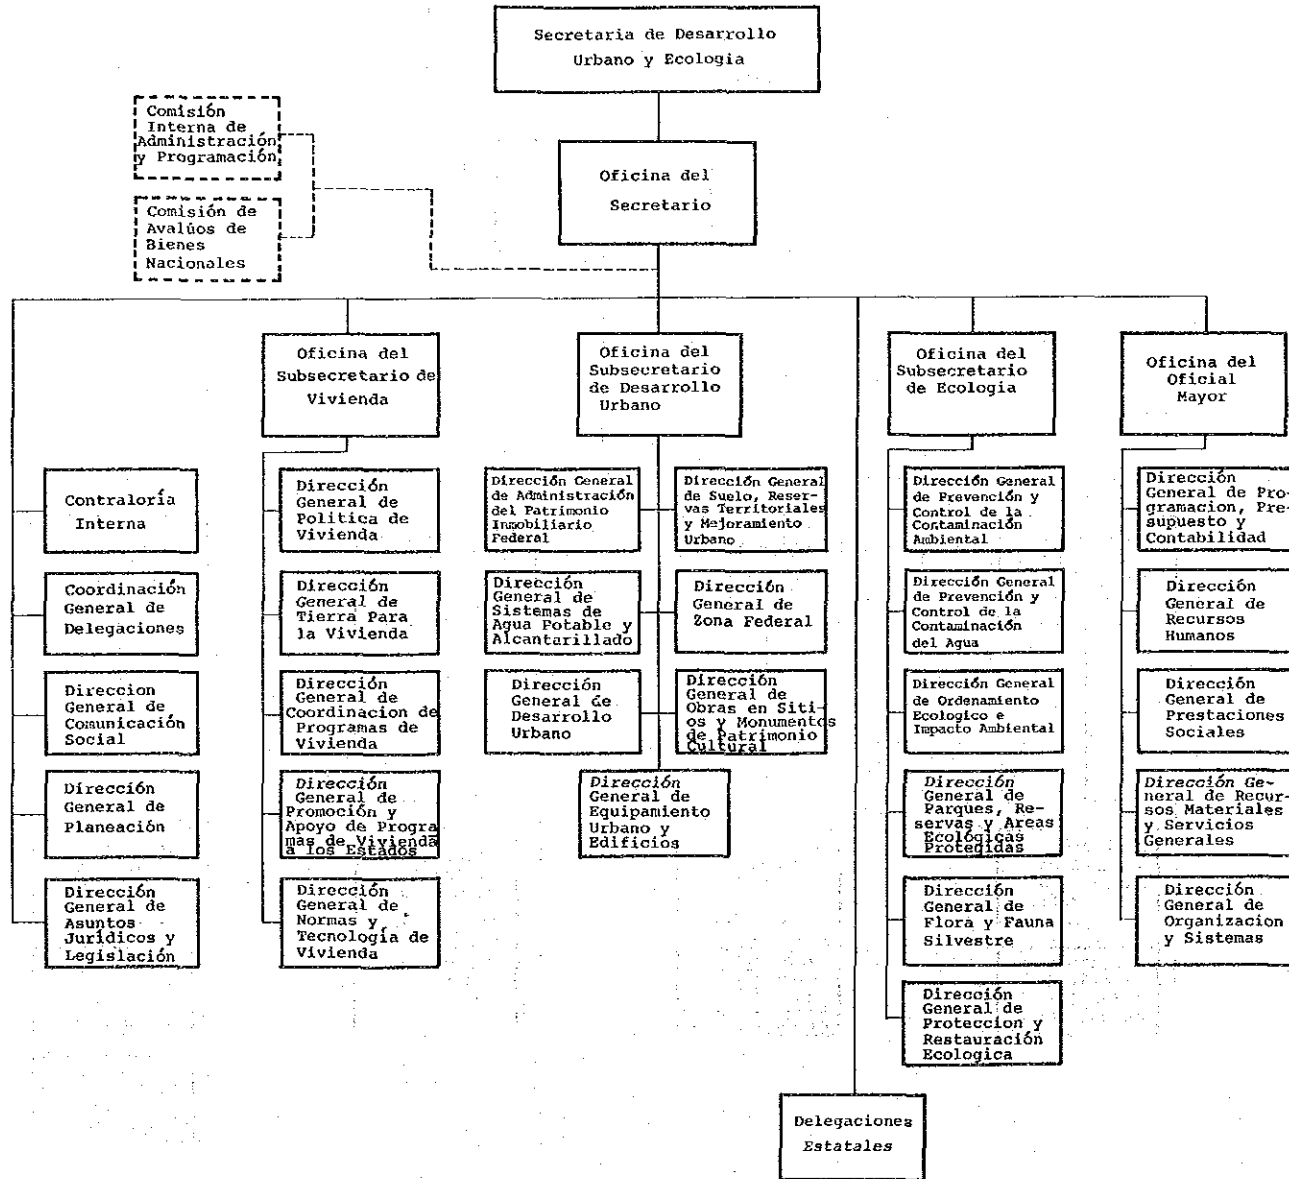 Secretaria de Desarrollo
Urbano y Ecologia
Comisión
Interna de
Administración
y Programación
Oficina del
Secretario
Comisión de
Avalúos de
Bienes
Nacionales
Oficina del
Subsecretario de
Vivienda
Oficina del
Subsecretario
de Desarrollo
Urbano
Oficina del
Subsecretario
de Ecologia
Oficina del
Oficial
Mayor
Contraloría
Interna
Coordinación
General de
Delegaciones
Direccion
General de
Comunicación
Social
Dirección
General de
Planeación
Dirección
General de
Asuntos
Jurídicos y
Legislación
Dirección
General de
Politica de
Vivienda
Dirección
General de
Tierra Para
la Vivienda
Dirección
General de
Coordinacion de
Programas de
Vivienda
Dirección
General de
Promoción y
Apoyo de Progra
mas de Vivienda
a los Estados
Dirección
General de
Normas y
Tecnología de
Vivienda
Dirección General
de Administración
del Patrimonio
Inmobiliario
Federal
Dirección General
de Suelo, Reser-
vas Territoriales
y Mejoramiento
Urbano
Dirección
General de
Sistemas de
Agua Potable y
Alcantarillado
Dirección
General de
Zona Federal
Dirección
General de
Desarrollo
Urbano
Dirección
General de
Obras en Siti-
os y Monumentos
de Patrimonio
Cultural
Dirección
General de
Equipamiento
Urbano y
Edificios
Dirección General
de Prevención y
Control de la
Contaminación
Ambiental
Dirección General
de Prevención y
Control de la
Contaminación
del Agua
Dirección General
de Ordenamiento
Ecologico e
Impacto Ambiental
Dirección
General de
Parques, Re-
servas y Areas
Ecológicas
Protegidas
Dirección
General de
Flora y Fauna
Silvestre
Dirección
General de
Proteccion y
Restauración
Ecologica
Dirección
General de Pro-
gramacion, Pre-
supuesto y
Contabilidad
Dirección
General de
Recursos
Humanos
Dirección
General de
Prestaciones
Sociales
Dirección Ge-
neral de Recur-
sos Materiales
y Servicios
Generales
Dirección
General de
Organizacion
y Sistemas
Delegaciones
Estatales